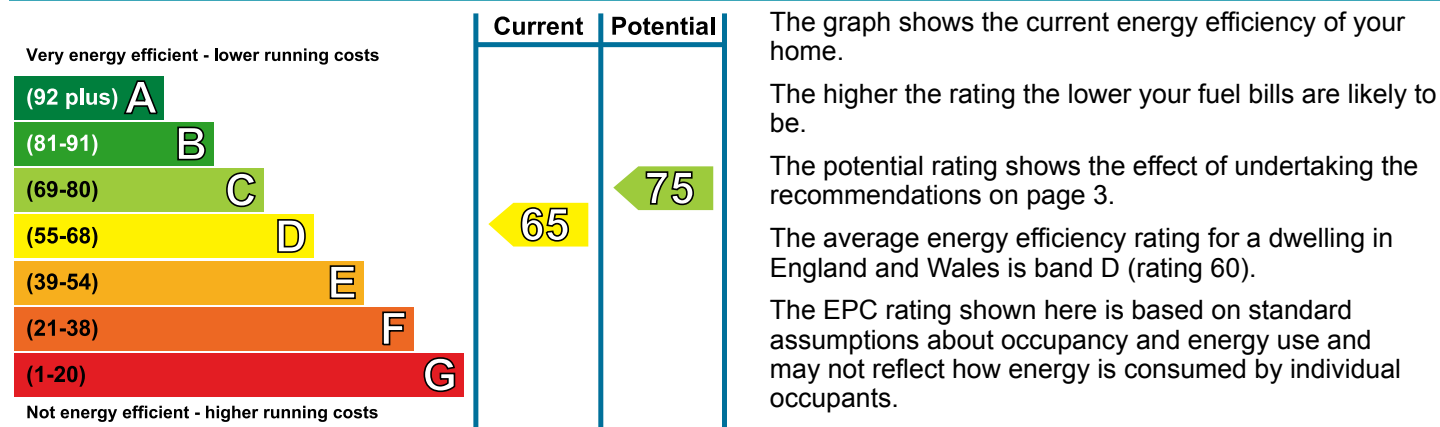 Current Potential
Very energy efficient - lower running costs
(92 plus) A
(81-91) B
(69-80) C
(55-68) D
(39-54) E
(21-38) F
(1-20) G
Not energy efficient - higher running costs
65
75
The graph shows the current energy efficiency of your
home.
The higher the rating the lower your fuel bills are likely to
be.
The potential rating shows the effect of undertaking the
recommendations on page 3.
The average energy efficiency rating for a dwelling in
England and Wales is band D (rating 60).
The EPC rating shown here is based on standard
assumptions about occupancy and energy use and
may not reflect how energy is consumed by individual
occupants.